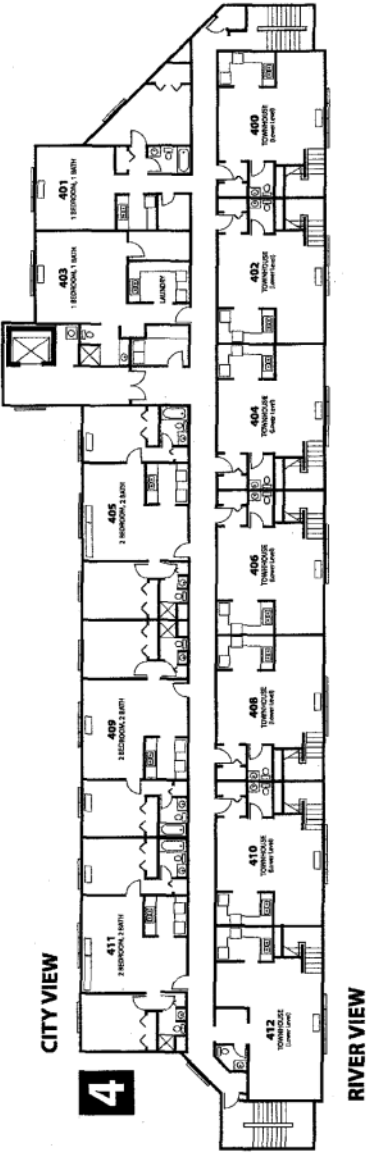 4
CITY VIEW
411
2 BEDROOM, 2 BATH
409
2 BEDROOM, 2 BATH
405
2 BEDROOM, 2 BATH
403
1 BEDROOM, 1 BATH
LAUNDRY
401
1 BEDROOM, 1 BATH
412
TOWNHOUSE
(Lower Level)
410
TOWNHOUSE
(Lower Level)
408
TOWNHOUSE
(Lower Level)
406
TOWNHOUSE
(Lower Level)
404
TOWNHOUSE
(Lower Level)
402
TOWNHOUSE
(Lower Level)
400
TOWNHOUSE
(Lower Level)
RIVER VIEW